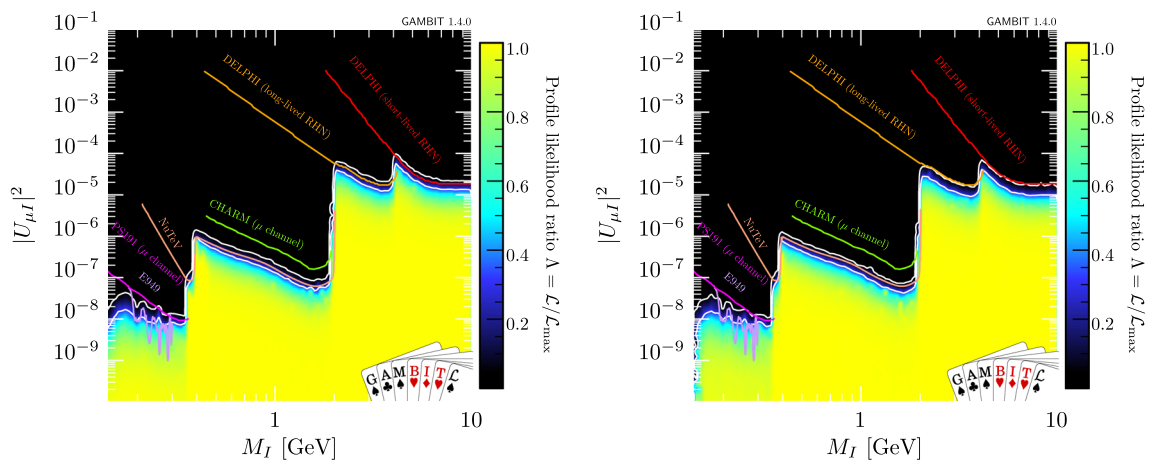 GAMBIT 1.4.0
10⁻¹
10⁻²
10⁻³
10⁻⁴
10⁻⁵
10⁻⁶
10⁻⁷
10⁻⁸
10⁻⁹
|U_{μI}|²
DELPHI (long-lived RHN)
DELPHI (short-lived RHN)
CHARM (μ channel)
NuTeV
PS191 (μ channel)
E949
GAMBIT
1
10
M_I [GeV]
1.0
0.8
0.6
0.4
0.2
Profile likelihood ratio Λ = ℒ/ℒ_max
GAMBIT 1.4.0
10⁻¹
10⁻²
10⁻³
10⁻⁴
10⁻⁵
10⁻⁶
10⁻⁷
10⁻⁸
10⁻⁹
|U_{μI}|²
DELPHI (long-lived RHN)
DELPHI (short-lived RHN)
CHARM (μ channel)
NuTeV
PS191 (μ channel)
E949
GAMBIT
1
10
M_I [GeV]
1.0
0.8
0.6
0.4
0.2
Profile likelihood ratio Λ = ℒ/ℒ_max